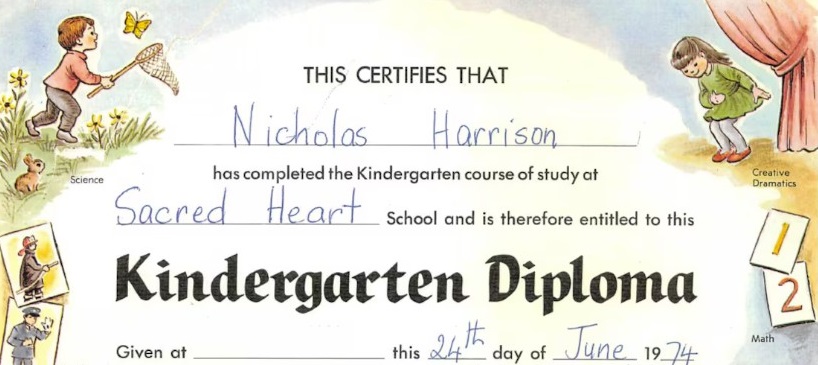 THIS CERTIFIES THAT
Nicholas Harrison
has completed the Kindergarten course of study at
Science
Creative
Dramatics
Sacred Heart School and is therefore entitled to this
Kindergarten Diploma
1
2
Math
Given at this 24th day of June 1974